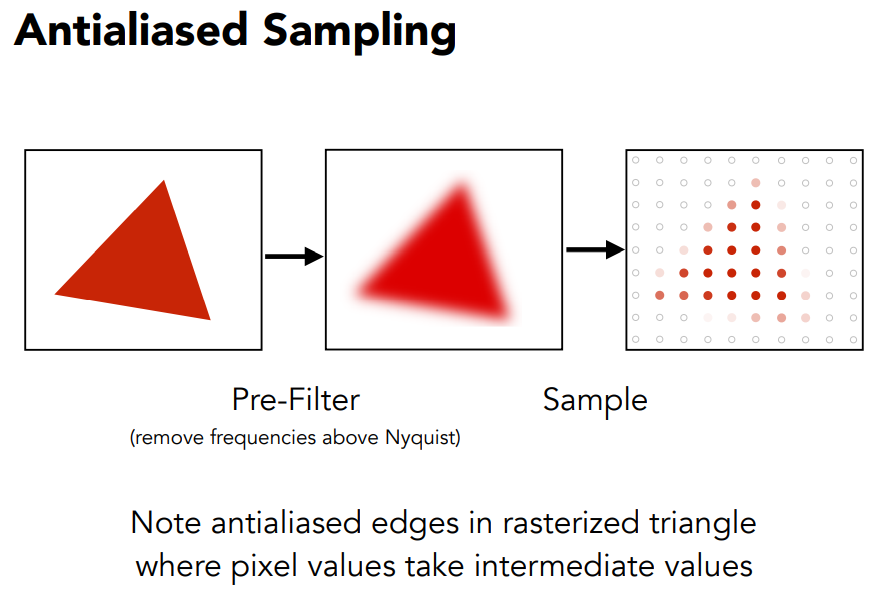 Antialiased Sampling
Pre-Filter
Sample
(remove frequencies above Nyquist)
Note antialiased edges in rasterized triangle
where pixel values take intermediate values